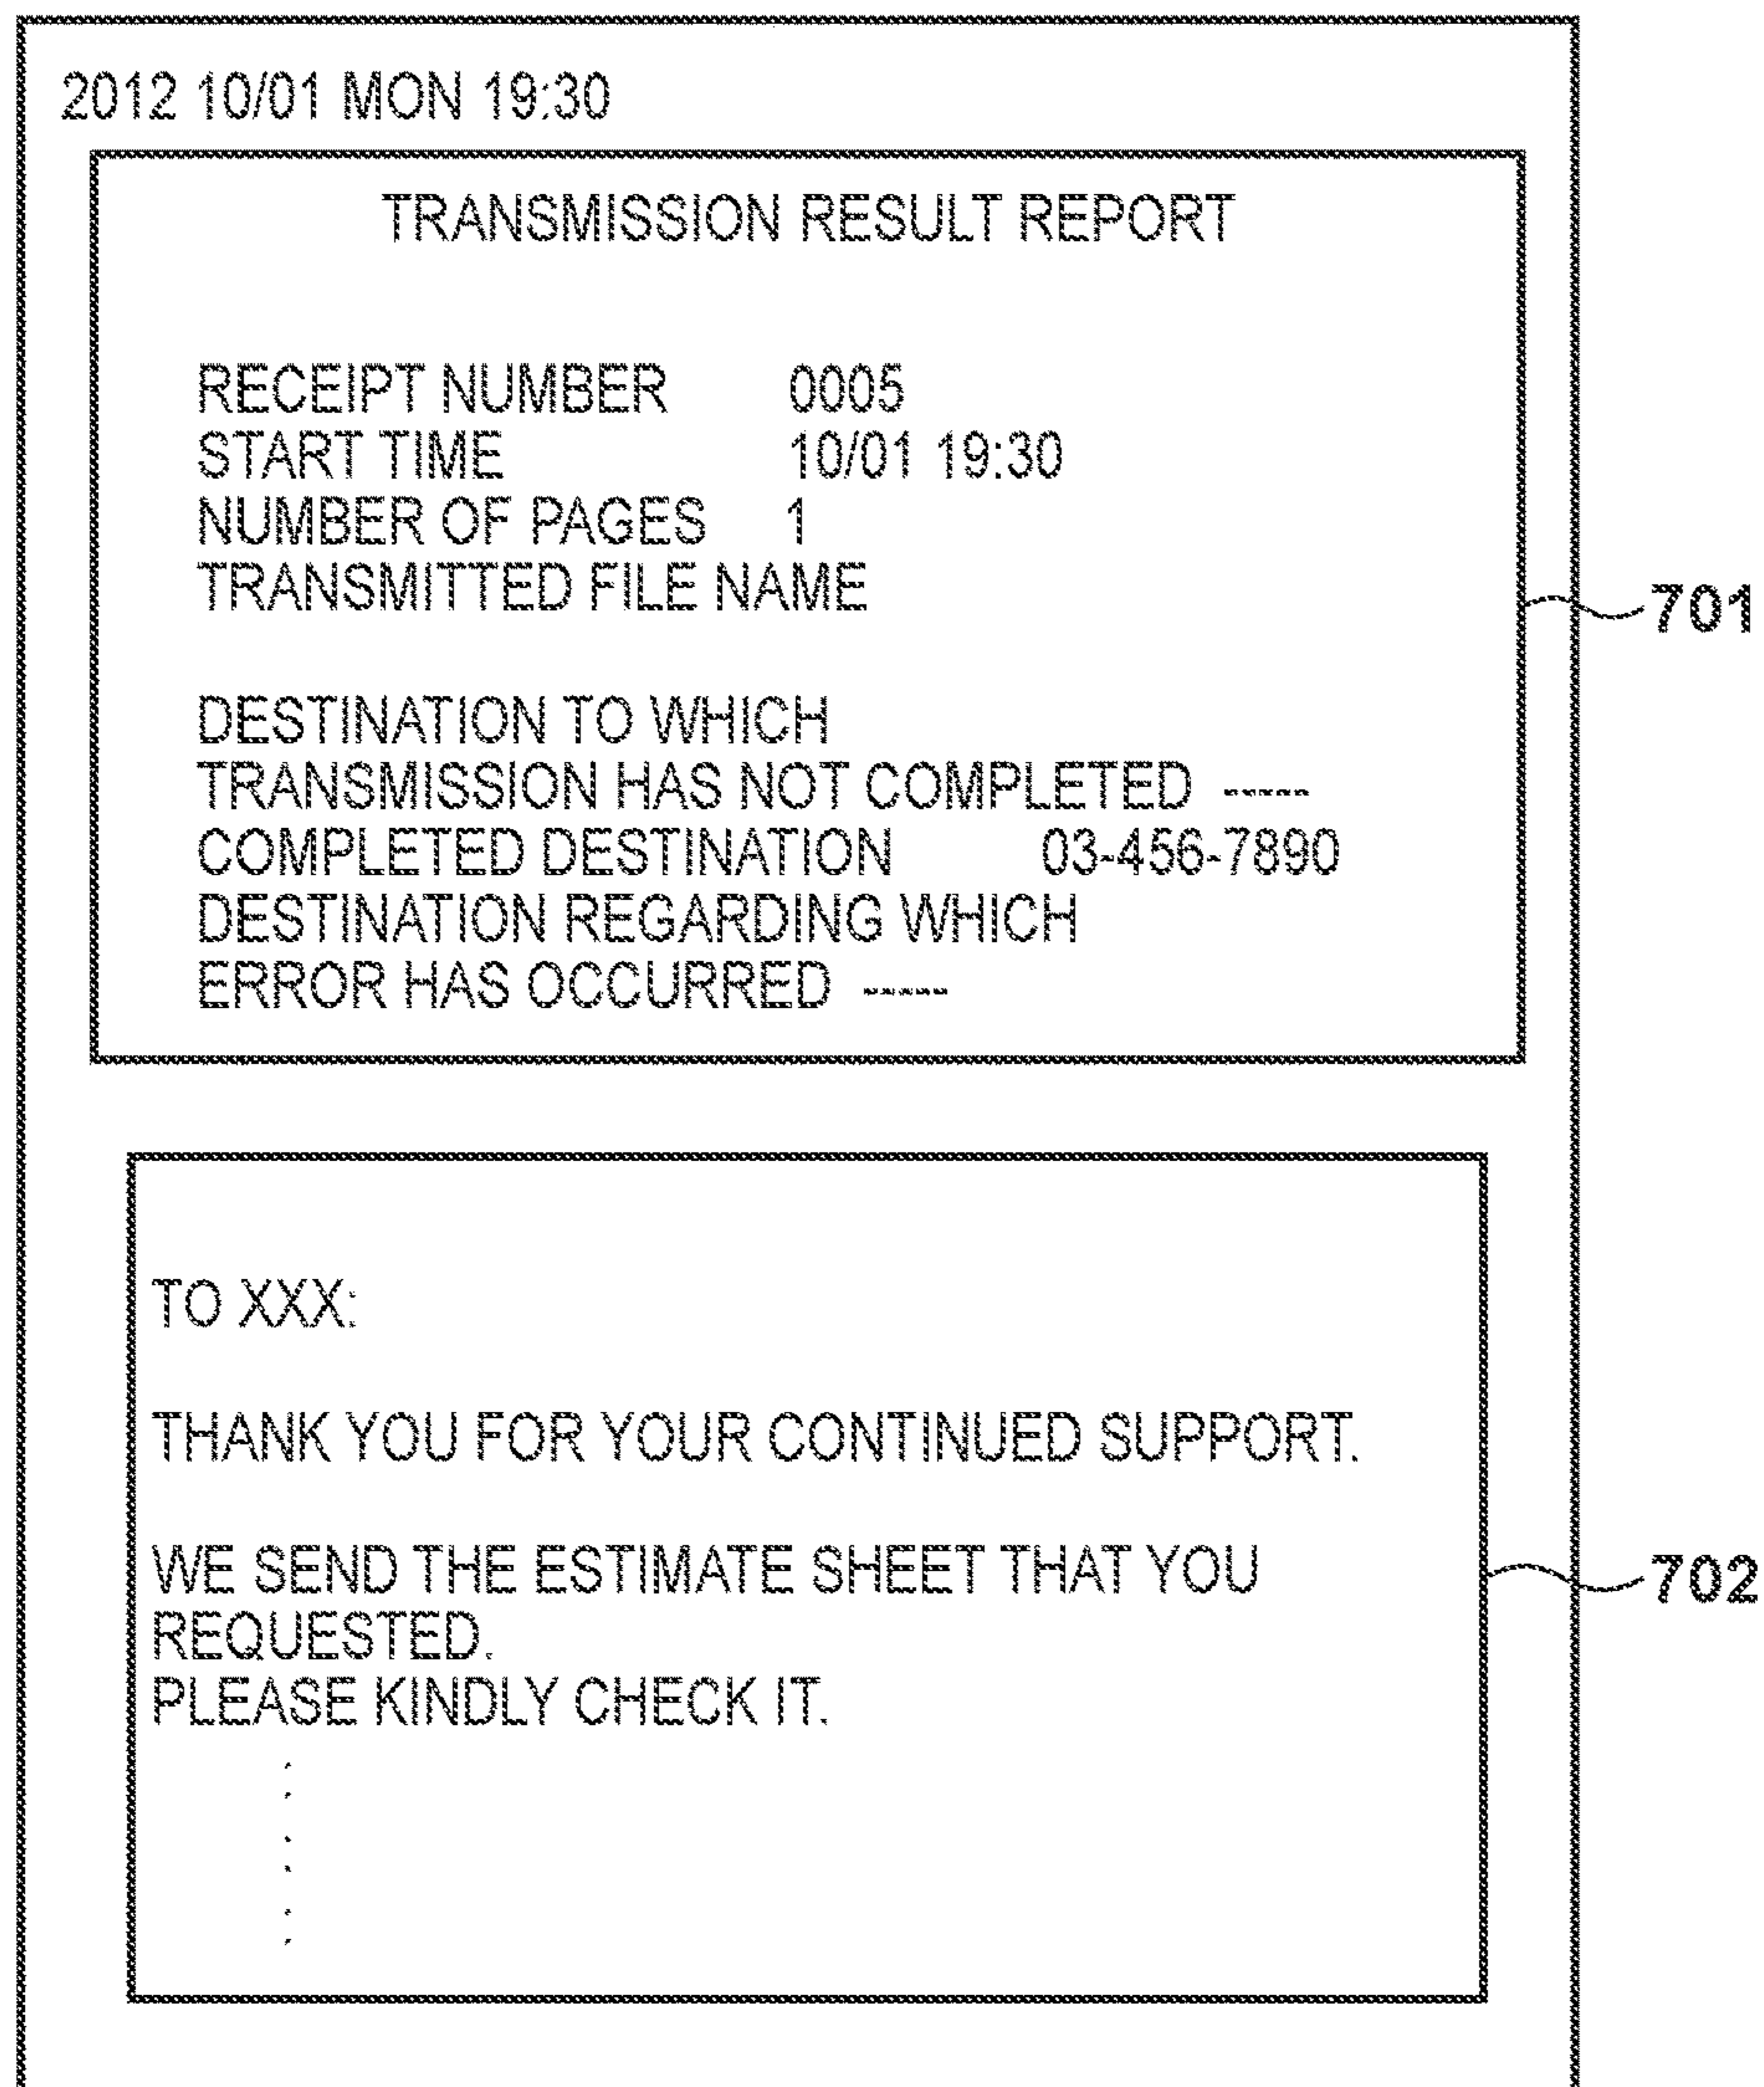 2012 10/01 MON 19:30
TRANSMISSION RESULT REPORT
RECEIPT NUMBER 0005
START TIME 10/01 19:30
NUMBER OF PAGES 1
TRANSMITTED FILE NAME
701
DESTINATION TO WHICH
TRANSMISSION HAS NOT COMPLETED -----
COMPLETED DESTINATION 03-456-7890
DESTINATION REGARDING WHICH
ERROR HAS OCCURRED -----
TO XXX:
THANK YOU FOR YOUR CONTINUED SUPPORT.
WE SEND THE ESTIMATE SHEET THAT YOU
702
REQUESTED.
PLEASE KINDLY CHECK IT.